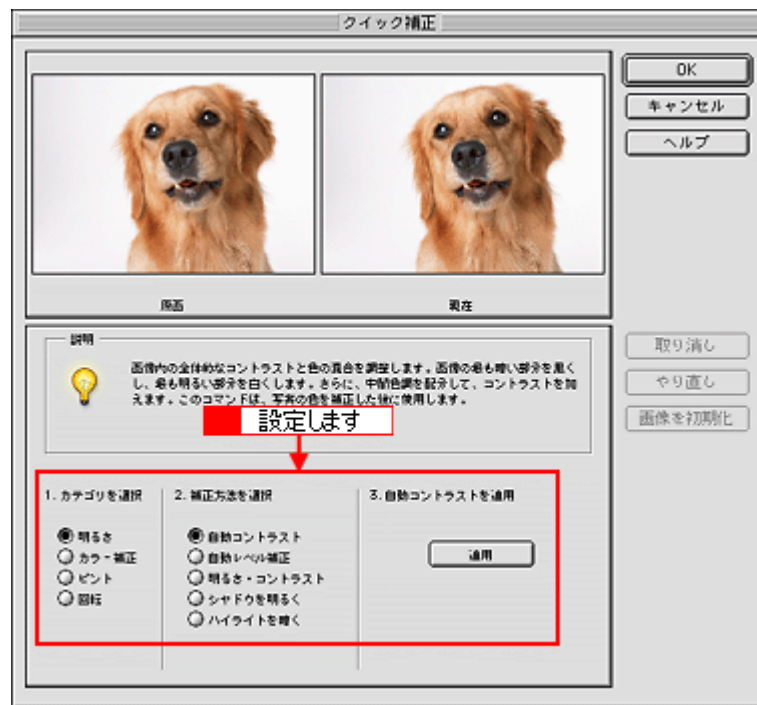 クイック補正
OK
キャンセル
ヘルプ
原画
現在
説明
画像内の全体的なコントラストと色の混合を調整します。画像の最も暗い部分を黒く
し、最も明るい部分を白くします。さらに、中間色調を配分して、コントラストを加
えます。このコマンドは、写真の色を補正した後に使用します。
取り消し
やり直し
画像を初期化
設定します
1. カテゴリを選択
明るさ
カラー補正
ピント
回転
2. 補正方法を選択
自動コントラスト
自動レベル補正
明るさ・コントラスト
シャドウを明るく
ハイライトを暗く
3. 自動コントラストを適用
適用